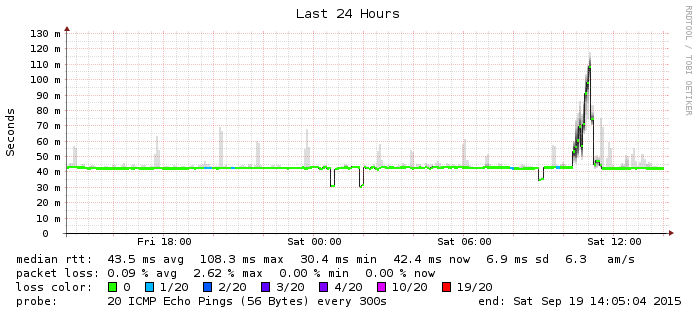 Last 24 Hours
RRDTOOL / TOBI OETIKER
Seconds
130 m
120 m
110 m
100 m
90 m
80 m
70 m
60 m
50 m
40 m
30 m
20 m
10 m
0
Fri 18:00 Sat 00:00 Sat 06:00 Sat 12:00
median rtt: 43.5 ms avg 108.3 ms max 30.4 ms min 42.4 ms now 6.9 ms sd 6.3 am/s
packet loss: 0.09 % avg 2.62 % max 0.00 % min 0.00 % now
loss color: 0 1/20 2/20 3/20 4/20 10/20 19/20
probe: 20 ICMP Echo Pings (56 Bytes) every 300s end: Sat Sep 19 14:05:04 2015